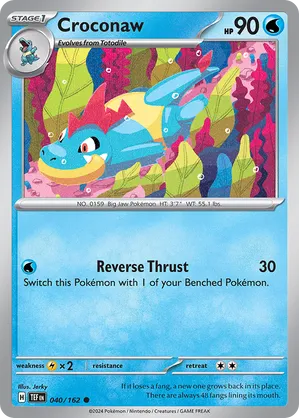 STAGE 1
Croconaw
HP 90
Evolves from Totodile
NO. 0159 Big Jaw Pokémon. HT: 3'7" WT: 55.1 lbs.
Reverse Thrust 30
Switch this Pokémon with 1 of your Benched Pokémon.
weakness ×2 resistance retreat
Illus. Jerky
If it loses a fang, a new one grows back in its place.
H TEF EN 040/162
There are always 48 fangs lining its mouth.
©2024 Pokémon / Nintendo / Creatures / GAME FREAK